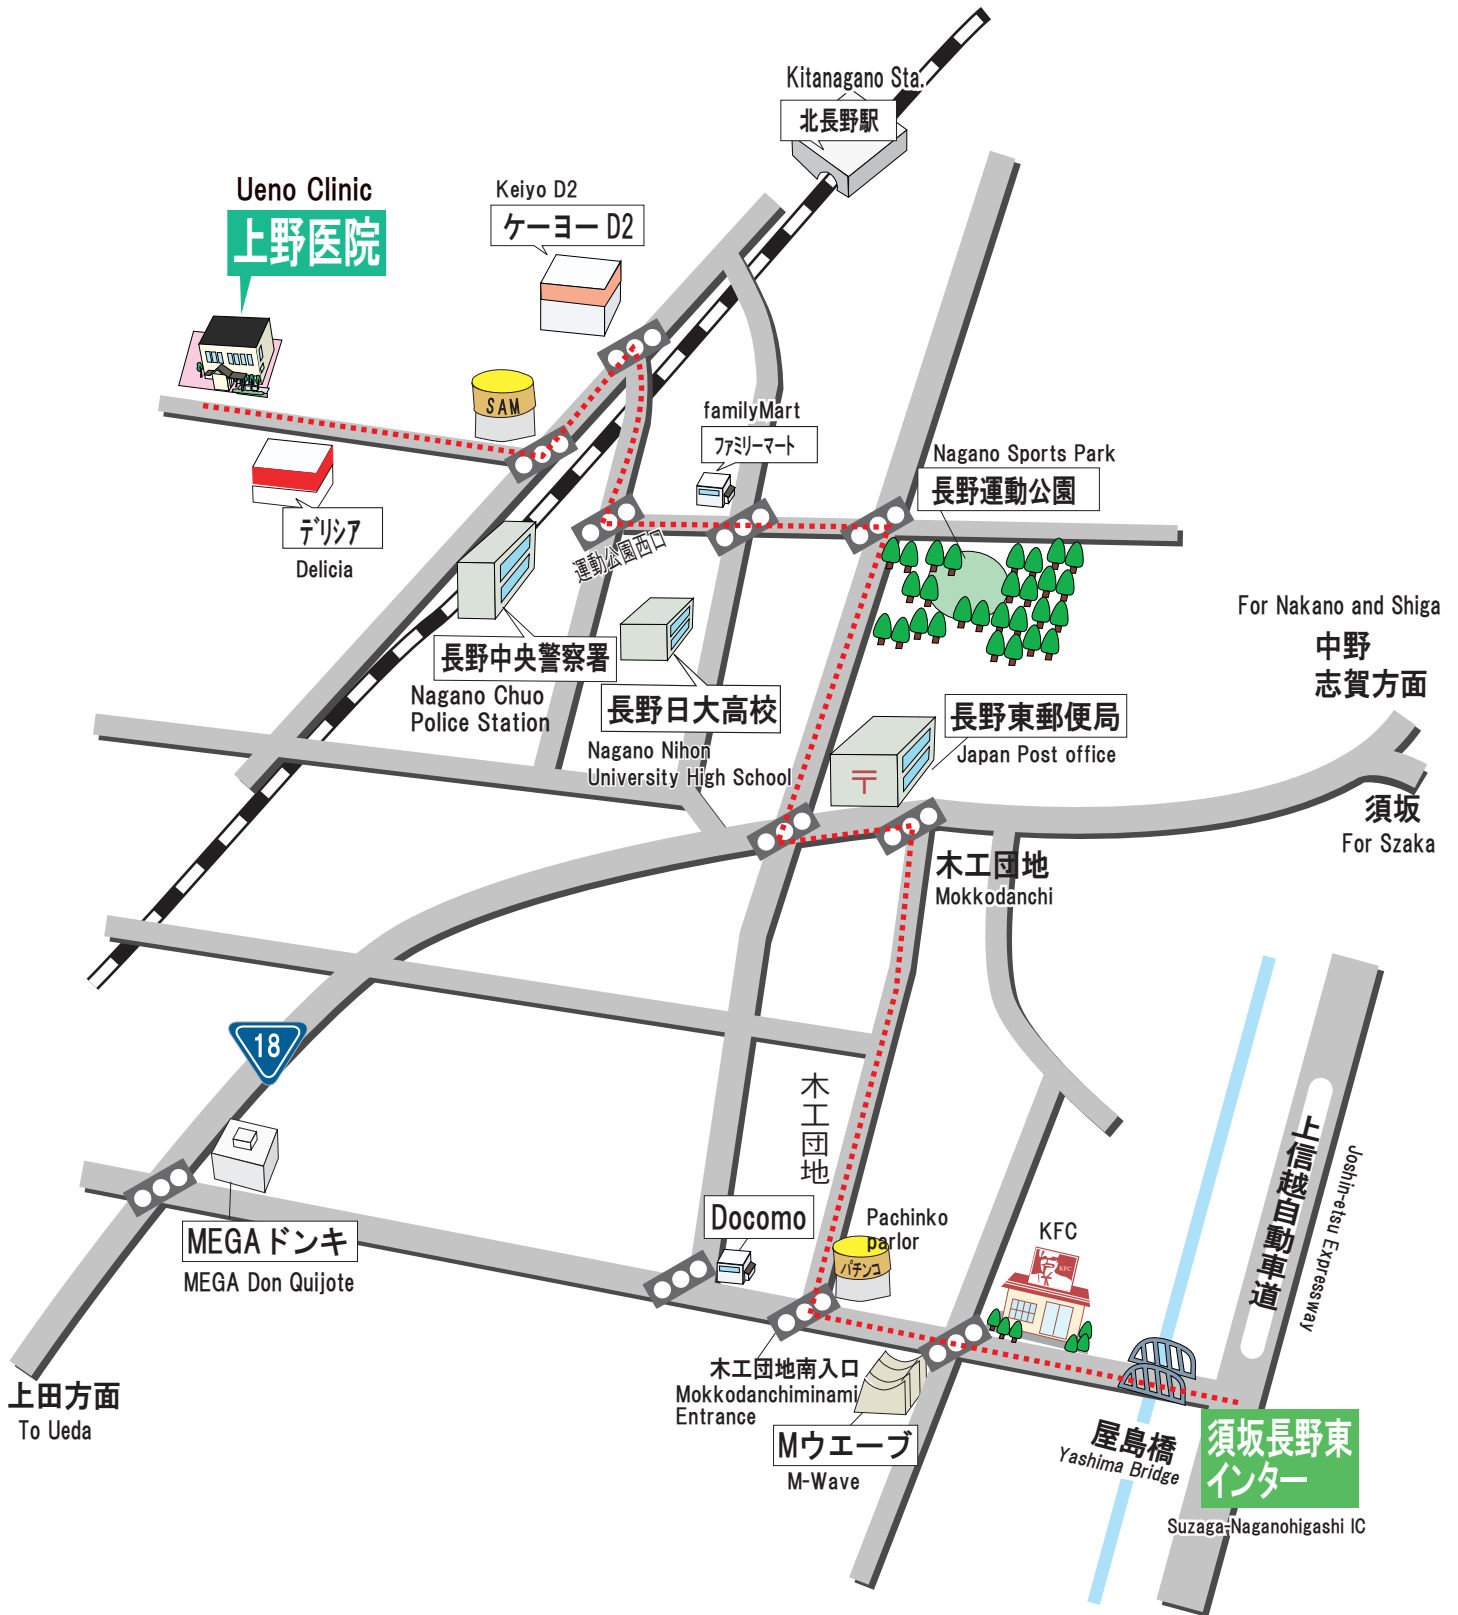 Kitanagano Sta.
北長野駅
Ueno Clinic
上野医院
Keiyo D2
ケーヨー D2
SAM
familyMart
ファミリーマート
Nagano Sports Park
長野運動公園
デリシア
Delicia
運動公園西口
長野中央警察署
Nagano Chuo
Police Station
長野日大高校
Nagano Nihon
University High School
長野東郵便局
Japan Post office
〒
For Nakano and Shiga
中野
志賀方面
須坂
For Szaka
木工団地
Mokkodanchi
18
木工団地
上信越自動車道
Joshin-etsu Expressway
MEGAドンキ
MEGA Don Quijote
Docomo
Pachinko
parlor
パチンコ
KFC
KFC
木工団地南入口
Mokkodanchiminami
Entrance
Mウエーブ
M-Wave
屋島橋
Yashima Bridge
須坂長野東
インター
Suzaga-Naganohigashi IC
上田方面
To Ueda